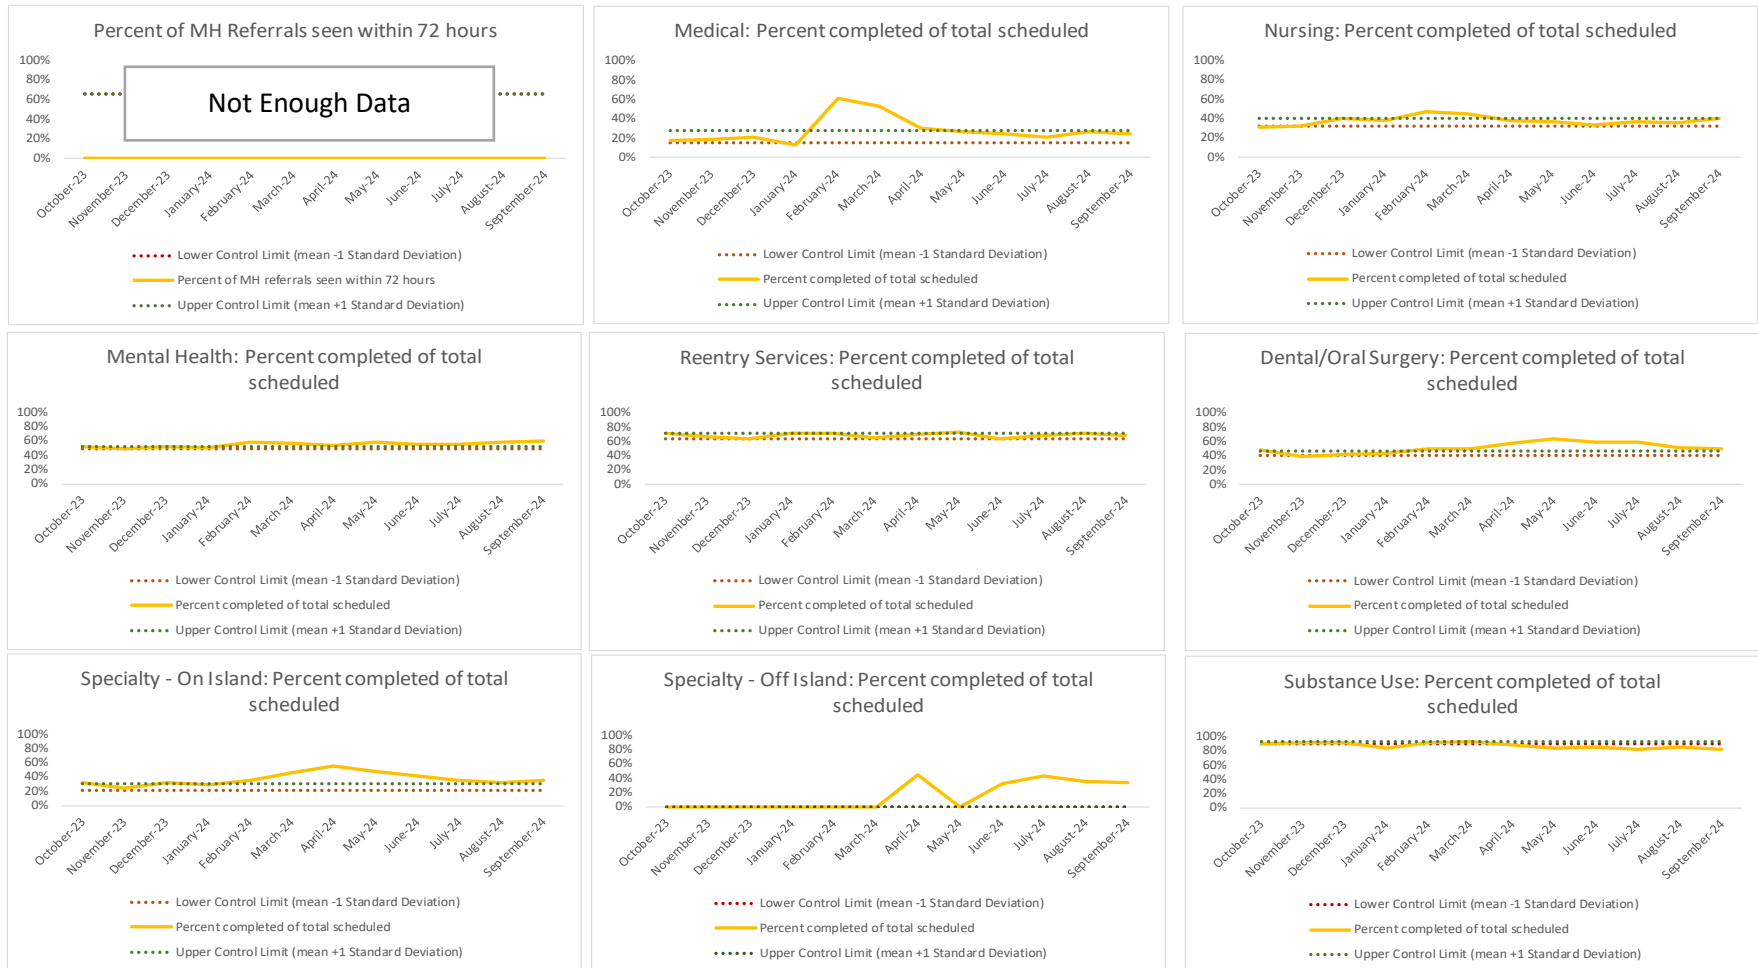 Percent of MH Referrals seen within 72 hours
100%
80%
60%
40%
20%
0%
Not Enough Data
October-23
November-23
December-23
January-24
February-24
March-24
April-24
May-24
June-24
July-24
August-24
September-24
Lower Control Limit (mean -1 Standard Deviation)
Percent of MH referrals seen within 72 hours
Upper Control Limit (mean +1 Standard Deviation)
Medical: Percent completed of total scheduled
100%
80%
60%
40%
20%
0%
October-23
November-23
December-23
January-24
February-24
March-24
April-24
May-24
June-24
July-24
August-24
September-24
Lower Control Limit (mean -1 Standard Deviation)
Percent completed of total scheduled
Upper Control Limit (mean +1 Standard Deviation)
Nursing: Percent completed of total scheduled
100%
80%
60%
40%
20%
0%
October-23
November-23
December-23
January-24
February-24
March-24
April-24
May-24
June-24
July-24
August-24
September-24
Lower Control Limit (mean -1 Standard Deviation)
Percent completed of total scheduled
Upper Control Limit (mean +1 Standard Deviation)
Mental Health: Percent completed of total
scheduled
100%
80%
60%
40%
20%
0%
October-23
November-23
December-23
January-24
February-24
March-24
April-24
May-24
June-24
July-24
August-24
September-24
Lower Control Limit (mean -1 Standard Deviation)
Percent completed of total scheduled
Upper Control Limit (mean +1 Standard Deviation)
Reentry Services: Percent completed of total
scheduled
100%
80%
60%
40%
20%
0%
October-23
November-23
December-23
January-24
February-24
March-24
April-24
May-24
June-24
July-24
August-24
September-24
Lower Control Limit (mean -1 Standard Deviation)
Percent completed of total scheduled
Upper Control Limit (mean +1 Standard Deviation)
Dental/Oral Surgery: Percent completed of total
scheduled
100%
80%
60%
40%
20%
0%
October-23
November-23
December-23
January-24
February-24
March-24
April-24
May-24
June-24
July-24
August-24
September-24
Lower Control Limit (mean -1 Standard Deviation)
Percent completed of total scheduled
Upper Control Limit (mean +1 Standard Deviation)
Specialty - On Island: Percent completed of total
scheduled
100%
80%
60%
40%
20%
0%
October-23
November-23
December-23
January-24
February-24
March-24
April-24
May-24
June-24
July-24
August-24
September-24
Lower Control Limit (mean -1 Standard Deviation)
Percent completed of total scheduled
Upper Control Limit (mean +1 Standard Deviation)
Specialty - Off Island: Percent completed of total
scheduled
100%
80%
60%
40%
20%
0%
October-23
November-23
December-23
January-24
February-24
March-24
April-24
May-24
June-24
July-24
August-24
September-24
Lower Control Limit (mean -1 Standard Deviation)
Percent completed of total scheduled
Upper Control Limit (mean +1 Standard Deviation)
Substance Use: Percent completed of total
scheduled
100%
80%
60%
40%
20%
0%
October-23
November-23
December-23
January-24
February-24
March-24
April-24
May-24
June-24
July-24
August-24
September-24
Lower Control Limit (mean -1 Standard Deviation)
Percent completed of total scheduled
Upper Control Limit (mean +1 Standard Deviation)